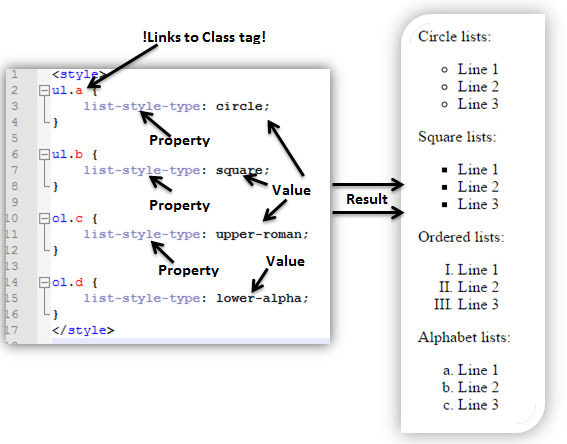 !Links to Class tag!
1 <style>
2 ul.a {
3 list-style-type: circle;
4 }
5
Property
6 ul.b {
7 list-style-type: square;
8 }
9
Property
Value
10 ol.c {
11 list-style-type: upper-roman;
12 }
13
Property
Value
14 ol.d {
15 list-style-type: lower-alpha;
16 }
17 </style>
Result
Circle lists:
Line 1
Line 2
Line 3
Square lists:
Line 1
Line 2
Line 3
Ordered lists:
I. Line 1
II. Line 2
III. Line 3
Alphabet lists:
a. Line 1
b. Line 2
c. Line 3